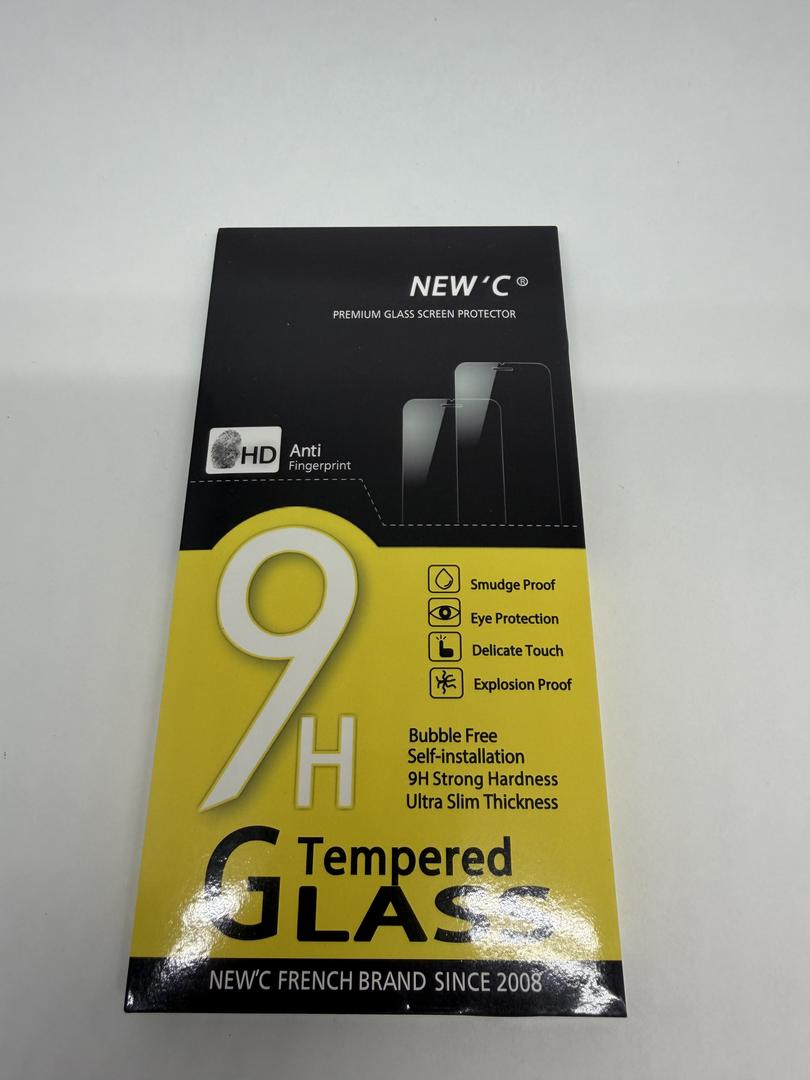 NEW'C®
PREMIUM GLASS SCREEN PROTECTOR
HD Anti
Fingerprint
9H
Smudge Proof
Eye Protection
Delicate Touch
Explosion Proof
Bubble Free
Self-installation
9H Strong Hardness
Ultra Slim Thickness
Tempered
GLASS
NEW'C FRENCH BRAND SINCE 2008